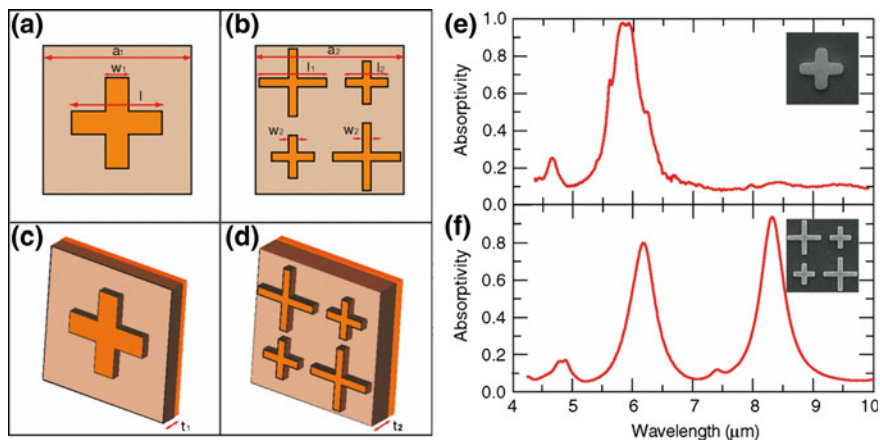 (a)
a₁
w₁
l
(b)
a₂
l₁
l₂
w₂
w₂
(c)
t₁
(d)
t₂
(e)
Absorptivity
1.0
0.8
0.6
0.4
0.2
0.0
(f)
Absorptivity
0.8
0.6
0.4
0.2
0.0
4 5 6 7 8 9 10
Wavelength (μm)